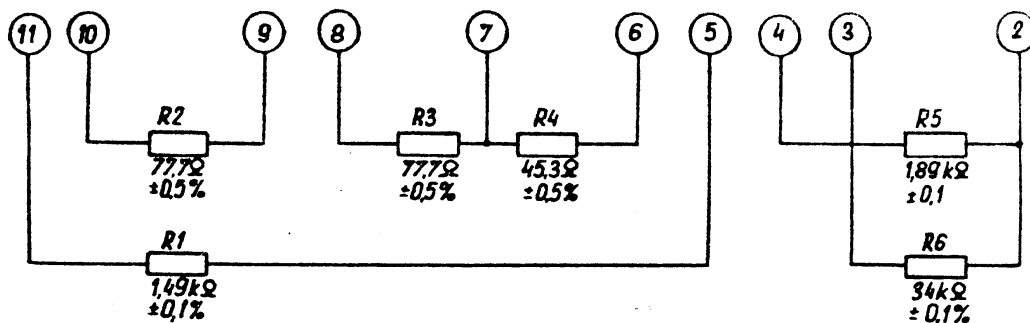 11 10 9 8 7 6 5 4 3 2
R2
77,7Ω
±0,5%
R3
77,7Ω
±0,5%
R4
45,3Ω
±0,5%
R5
1,89kΩ
±0,1
R1
1,49kΩ
±0,1%
R6
34kΩ
±0,1%